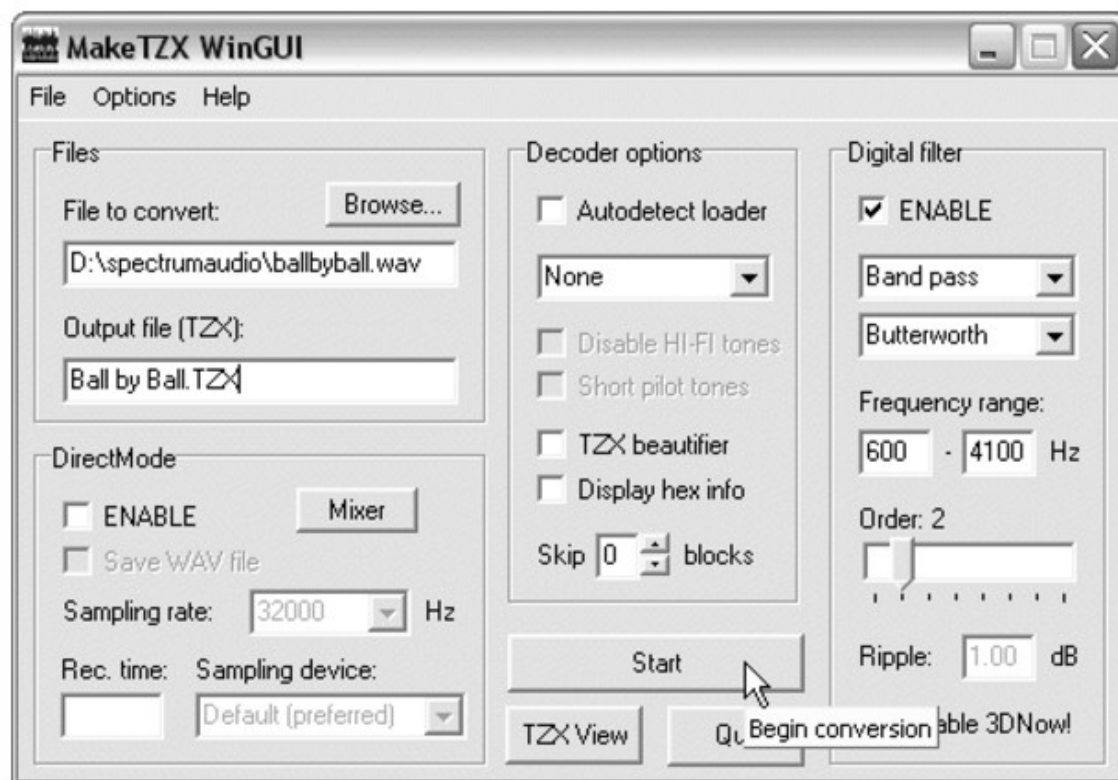 MakeTZX WinGUI
File Options Help
Files
File to convert:
Browse...
D:\spectrumaudio\ballbyball.wav
Output file (TZX):
Ball by Ball.TZX
DirectMode
ENABLE
Mixer
Save WAV file
Sampling rate: 32000 Hz
Rec. time: Sampling device:
Default (preferred)
Decoder options
Autodetect loader
None
Disable HI-FI tones
Short pilot tones
TZX beautifier
Display hex info
Skip 0 blocks
Start
TZX View
Begin conversion
Digital filter
ENABLE
Band pass
Butterworth
Frequency range:
600 - 4100 Hz
Order: 2
Ripple: 1.00 dB
3DNow!